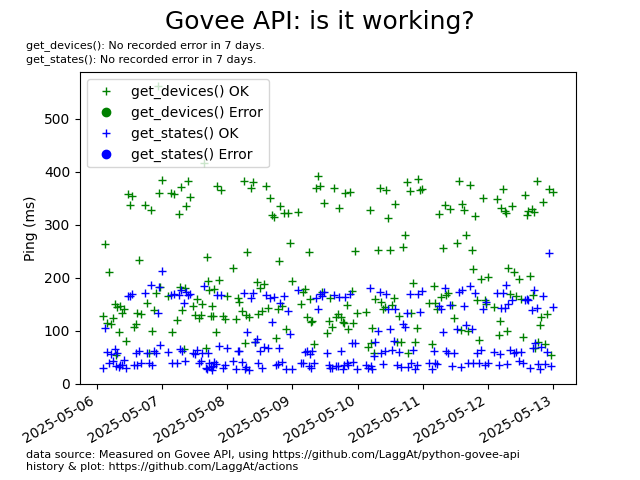 Govee API: is it working?
get_devices(): No recorded error in 7 days.
get_states(): No recorded error in 7 days.
get_devices() OK
get_devices() Error
get_states() OK
get_states() Error
Ping (ms)
500
400
300
200
100
0
2025-05-06
2025-05-07
2025-05-08
2025-05-09
2025-05-10
2025-05-11
2025-05-12
2025-05-13
data source: Measured on Govee API, using https://github.com/LaggAt/python-govee-api
history & plot: https://github.com/LaggAt/actions